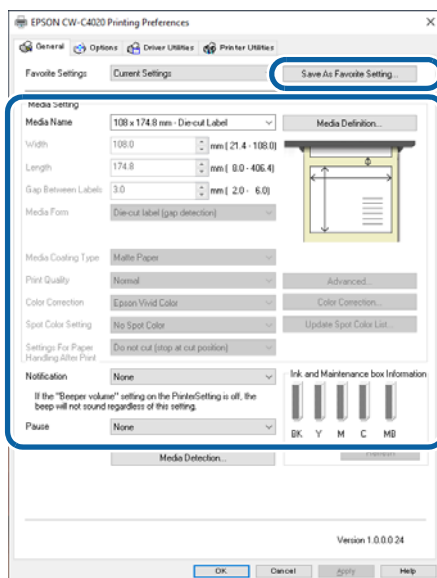 EPSON CW-C4020 Printing Preferences
General Options Driver Utilities Printer Utilities
Favorite Settings Current Settings Save As Favorite Setting...
Media Setting
Media Name 108 x 174.8 mm - Die-cut Label Media Definition...
Width 108.0 mm ( 21.4 - 108.0)
Length 174.8 mm ( 8.0 - 406.4)
Gap Between Labels 3.0 mm ( 2.0 - 6.0)
Media Form Die-cut label (gap detection)
Media Coating Type Matte Paper
Print Quality Normal Advanced...
Color Correction Epson Vivid Color Color Correction...
Spot Color Setting No Spot Color Update Spot Color List...
Settings For Paper Handling After Print Do not cut (stop at cut position)
Notification None Ink and Maintenance box Information
If the "Beeper volume" setting on the PrinterSetting is off, the
beep will not sound regardless of this setting.
Pause None BK Y M C MB
Media Detection...
Version 1.0.0.0.24
OK Cancel Apply Help